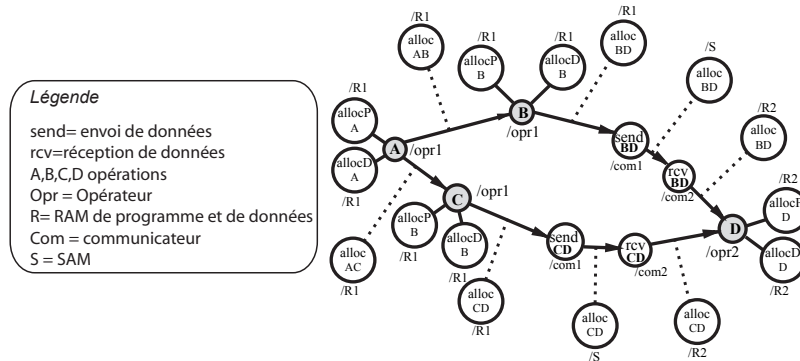 Légende
send= envoi de données
rcv=réception de données
A,B,C,D opérations
Opr = Opérateur
R= RAM de programme et de données
Com = communicateur
S = SAM
/R1
alloc
AB
/R1
allocP
B
/R1
allocD
B
/R1
alloc
BD
/S
alloc
BD
/R1
allocP
A
B
/opr1
A
/opr1
allocD
A
/R1
send
BD
/com1
/R2
alloc
BD
rcv
BD
/com2
/opr1
C
/R2
allocP
D
D
/opr2
allocD
D
/R2
allocP
B
/R1
allocD
B
/R1
send
CD
/com1
rcv
CD
/com2
alloc
AC
/R1
alloc
CD
/R1
alloc
CD
/S
alloc
CD
/R2